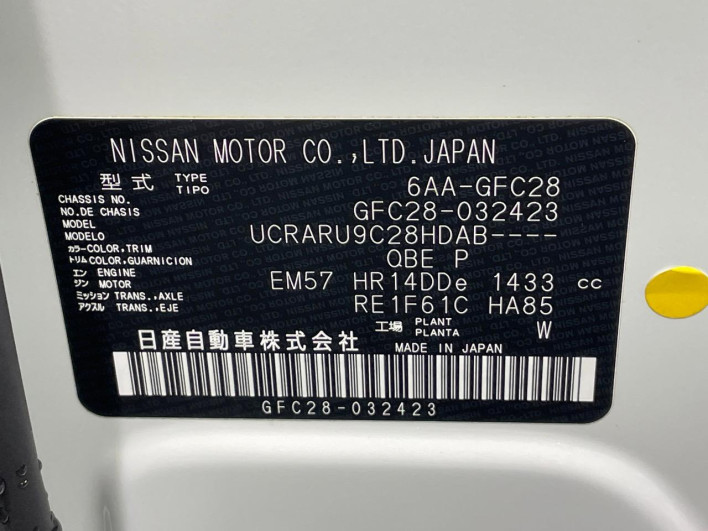 NISSAN MOTOR CO.,LTD.JAPAN
型式 TYPE TIPO 6AA-GFC28
CHASSIS NO. NO.DE CHASIS GFC28-032423
MODEL MODELO UCRARU9C28HDAB----
カラー COLOR,TRIM トリム COLOR,GUARNICION QBE P
エン ENGINE ジン MOTOR EM57 HR14DDe 1433 cc
ミッション TRANS.,AXLE アクスル TRANS.,EJE RE1F61C HA85
工場 PLANT PLANTA W
日産自動車株式会社 MADE IN JAPAN
GFC28-032423